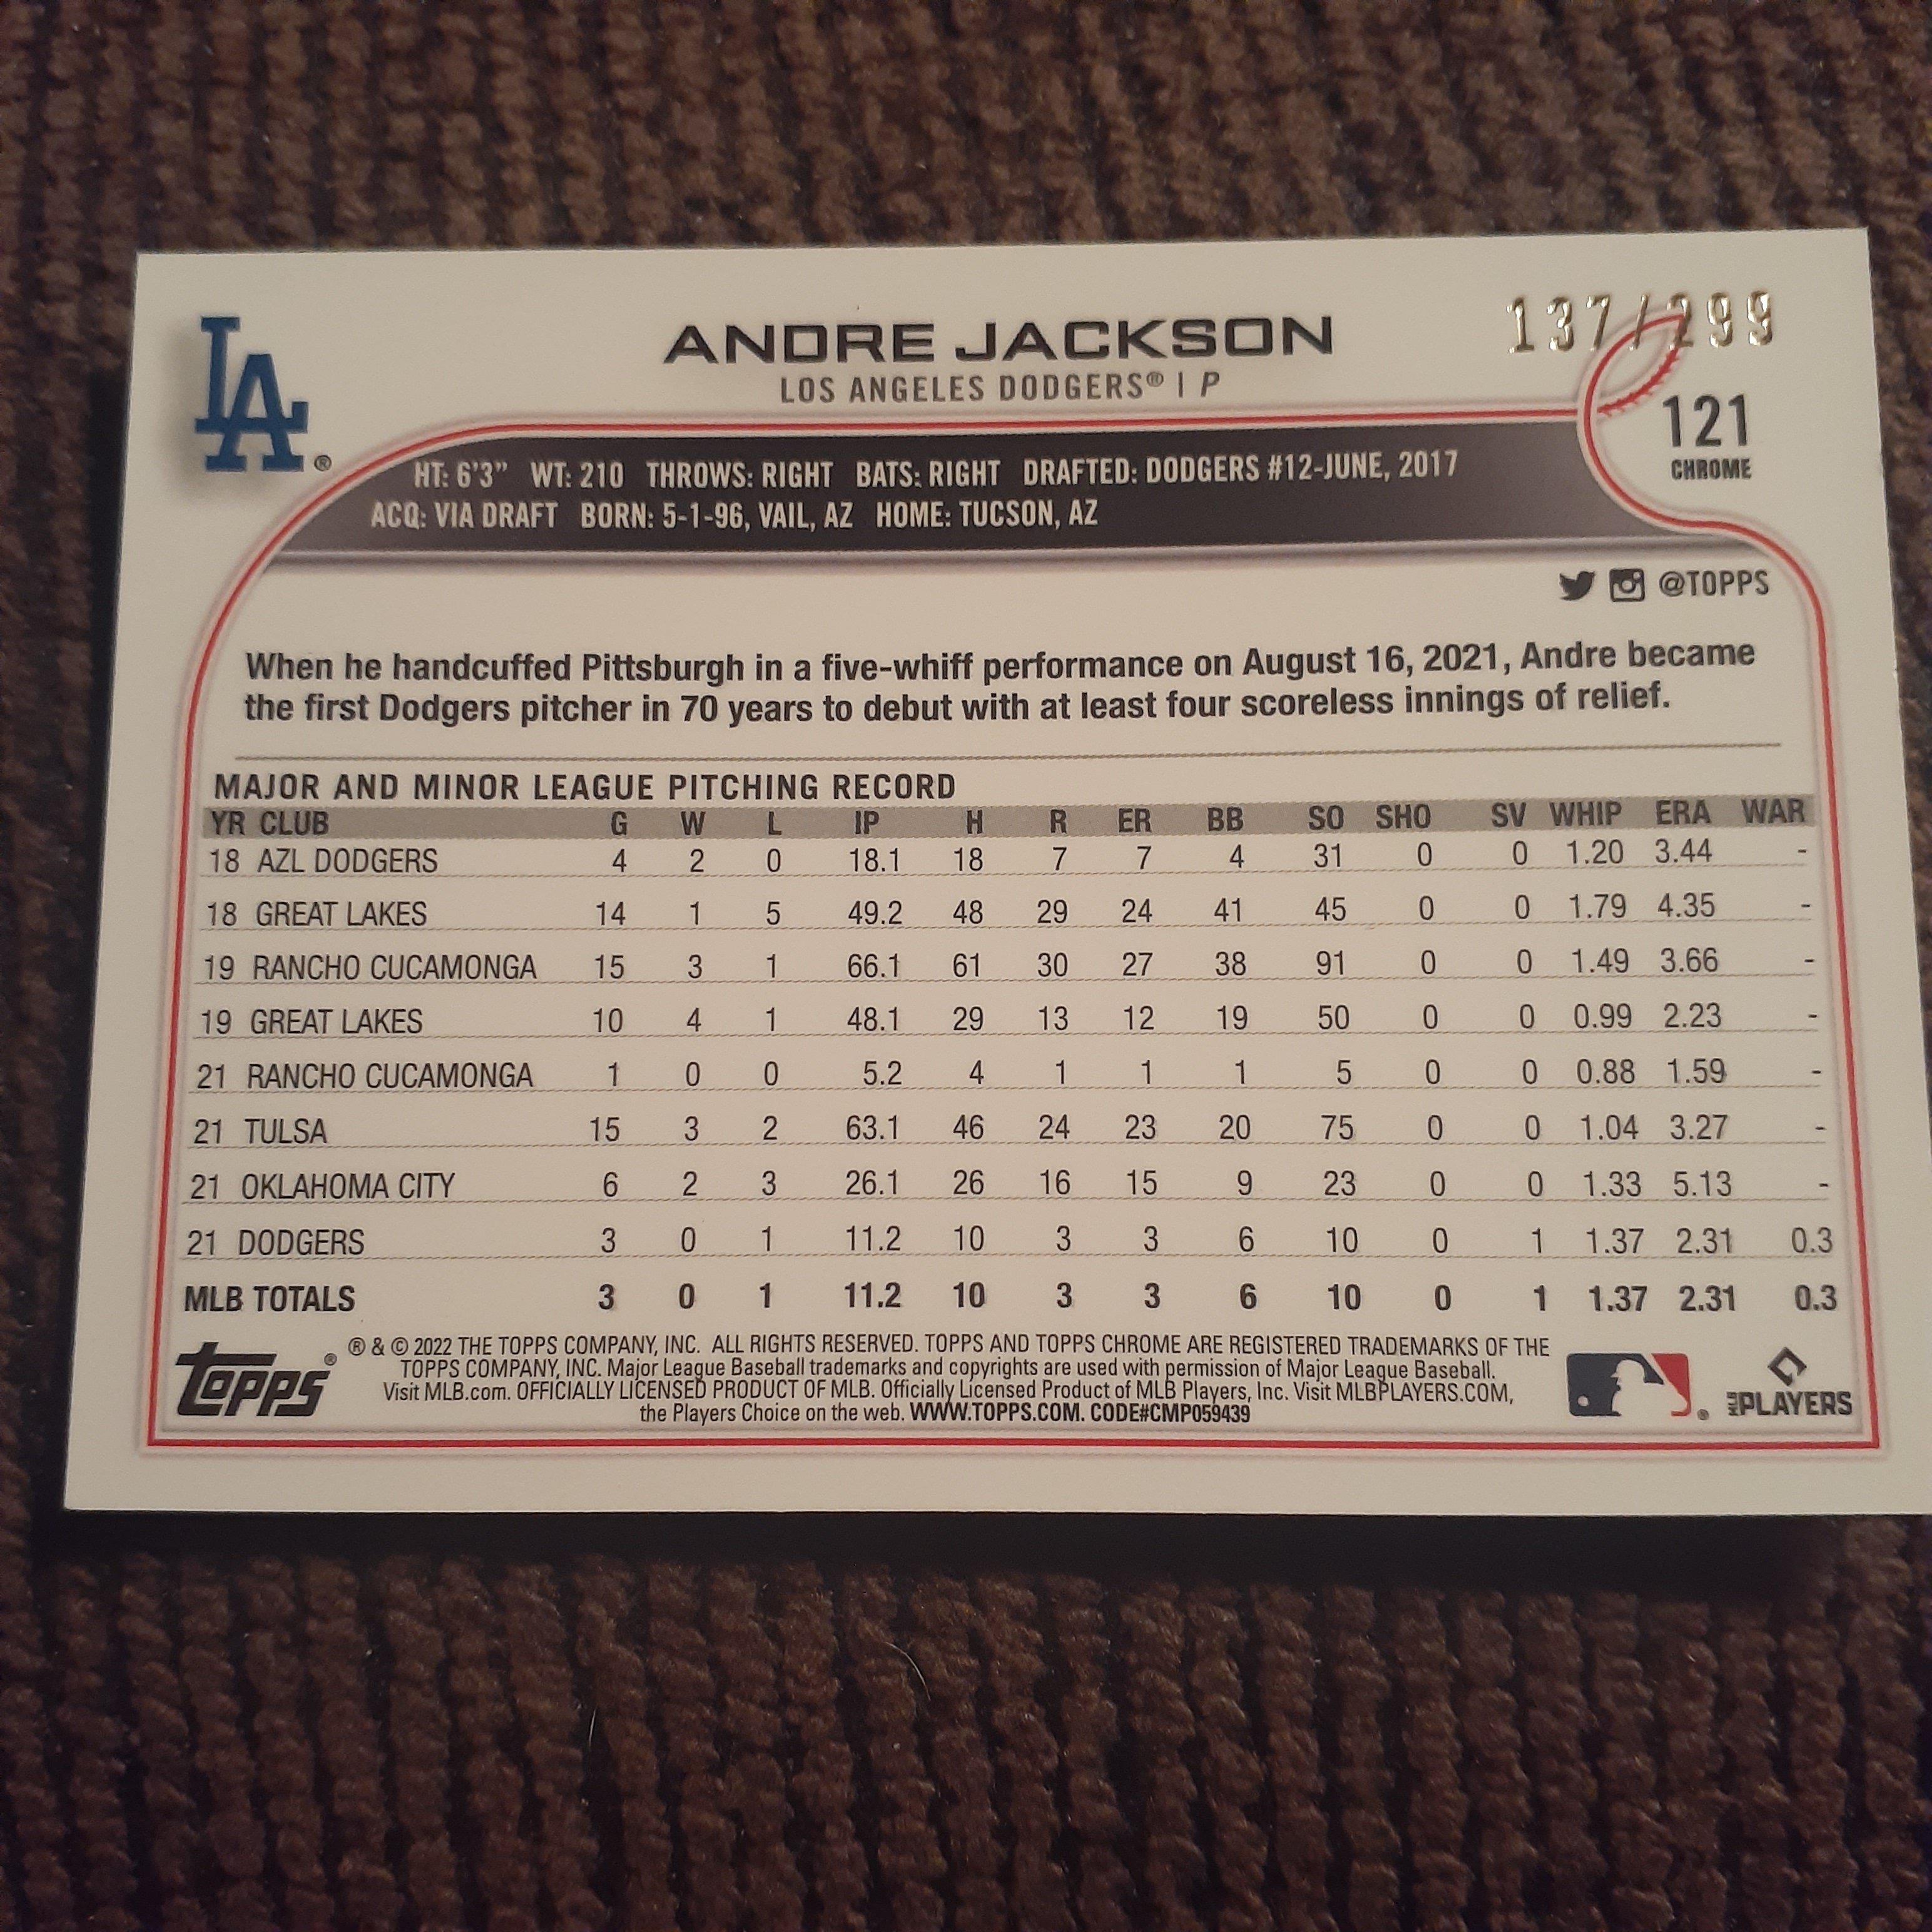 LA®
ANDRE JACKSON
137/299
LOS ANGELES DODGERS® | P
121
CHROME
HT: 6'3" WT: 210 THROWS: RIGHT BATS: RIGHT DRAFTED: DODGERS #12-JUNE, 2017
ACQ: VIA DRAFT BORN: 5-1-96, VAIL, AZ HOME: TUCSON, AZ
@TOPPS
When he handcuffed Pittsburgh in a five-whiff performance on August 16, 2021, Andre became
the first Dodgers pitcher in 70 years to debut with at least four scoreless innings of relief.
MAJOR AND MINOR LEAGUE PITCHING RECORD
YR CLUB G W L IP H R ER BB SO SHO SV WHIP ERA WAR
18 AZL DODGERS 4 2 0 18.1 18 7 7 4 31 0 0 1.20 3.44 -
18 GREAT LAKES 14 1 5 49.2 48 29 24 41 45 0 0 1.79 4.35 -
19 RANCHO CUCAMONGA 15 3 1 66.1 61 30 27 38 91 0 0 1.49 3.66 -
19 GREAT LAKES 10 4 1 48.1 29 13 12 19 50 0 0 0.99 2.23 -
21 RANCHO CUCAMONGA 1 0 0 5.2 4 1 1 1 5 0 0 0.88 1.59 -
21 TULSA 15 3 2 63.1 46 24 23 20 75 0 0 1.04 3.27 -
21 OKLAHOMA CITY 6 2 3 26.1 26 16 15 9 23 0 0 1.33 5.13 -
21 DODGERS 3 0 1 11.2 10 3 3 6 10 0 1 1.37 2.31 0.3
MLB TOTALS 3 0 1 11.2 10 3 3 6 10 0 1 1.37 2.31 0.3
Topps®
® & © 2022 THE TOPPS COMPANY, INC. ALL RIGHTS RESERVED. TOPPS AND TOPPS CHROME ARE REGISTERED TRADEMARKS OF THE
TOPPS COMPANY, INC. Major League Baseball trademarks and copyrights are used with permission of Major League Baseball.
Visit MLB.com. OFFICIALLY LICENSED PRODUCT OF MLB. Officially Licensed Product of MLB Players, Inc. Visit MLBPLAYERS.COM,
the Players Choice on the web. WWW.TOPPS.COM. CODE#CMP059439
®
MLB PLAYERS